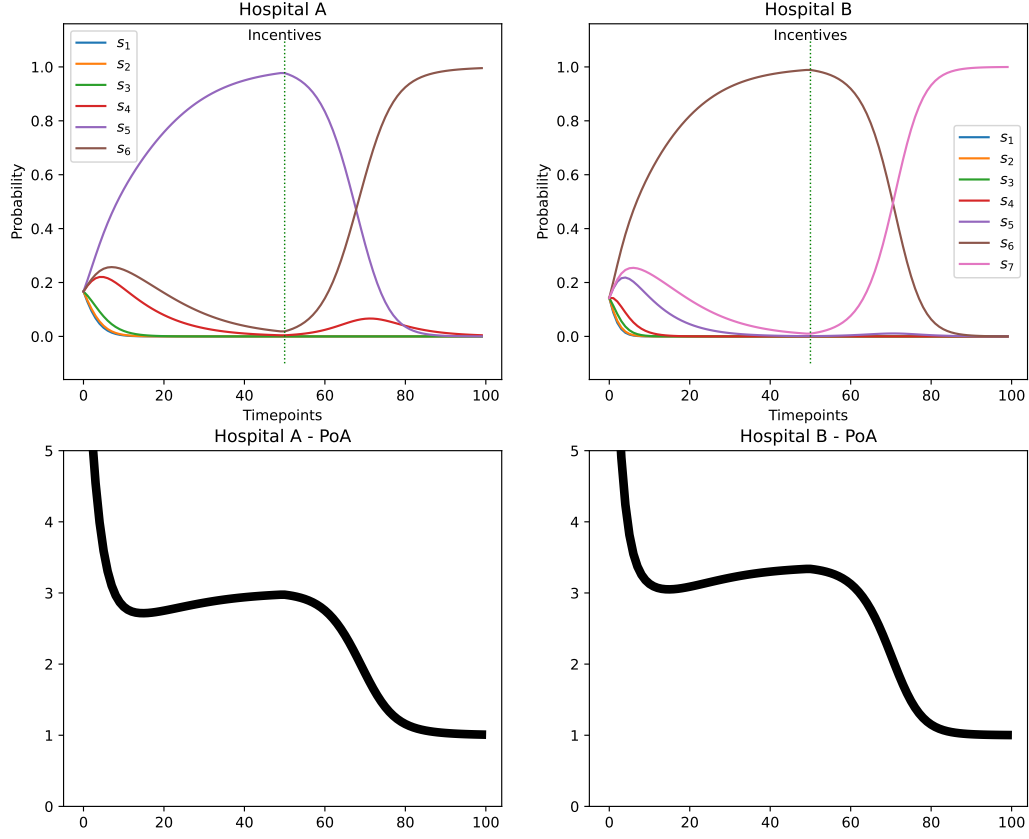 Hospital A
Incentives
1.0
0.8
0.6
0.4
0.2
0.0
Probability
s1
s2
s3
s4
s5
s6
0 20 40 60 80 100
Timepoints
Hospital B
Incentives
1.0
0.8
0.6
0.4
0.2
0.0
Probability
s1
s2
s3
s4
s5
s6
s7
0 20 40 60 80 100
Timepoints
Hospital A - PoA
5
4
3
2
1
0
0 20 40 60 80 100
Hospital B - PoA
5
4
3
2
1
0
0 20 40 60 80 100